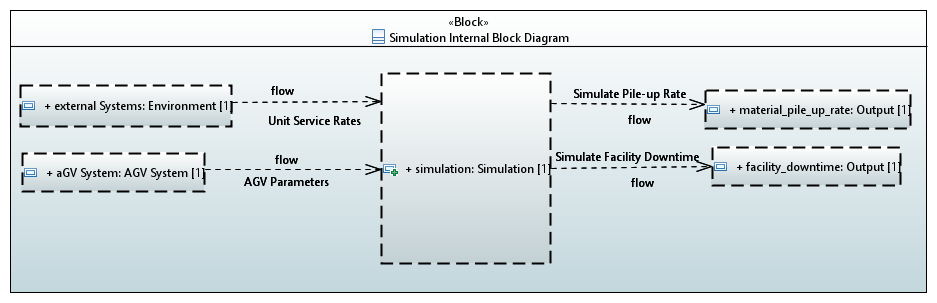 «Block»
Simulation Internal Block Diagram
+ external Systems: Environment [1]
flow
Unit Service Rates
+ aGV System: AGV System [1]
flow
AGV Parameters
+ simulation: Simulation [1]
Simulate Pile-up Rate
flow
+ material_pile_up_rate: Output [1]
Simulate Facility Downtime
flow
+ facility_downtime: Output [1]